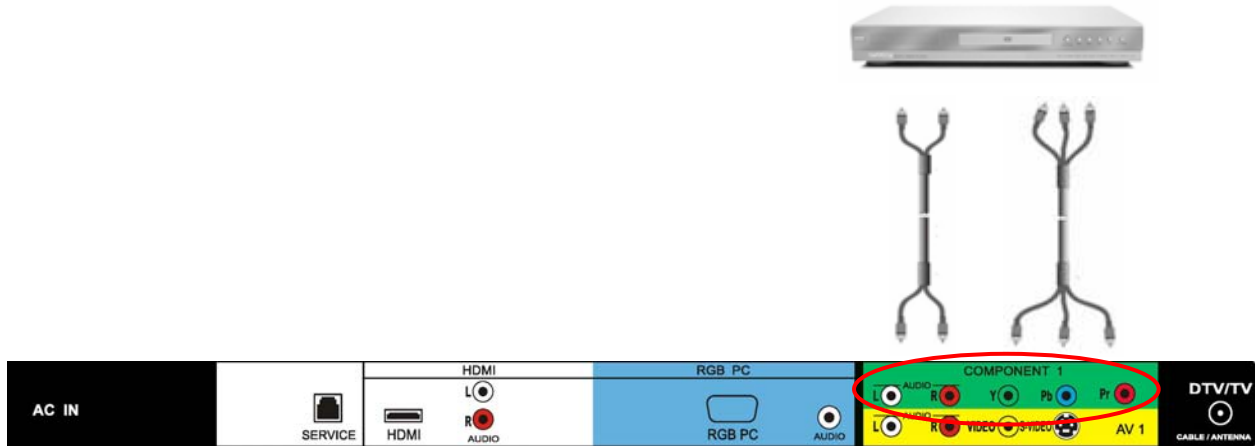 AC IN
SERVICE
HDMI
L
R
HDMI
AUDIO
RGB PC
RGB PC
AUDIO
COMPONENT 1
L AUDIO R Y Pb Pr
L AUDIO R VIDEO S-VIDEO AV 1
DTV/TV
CABLE / ANTENNA